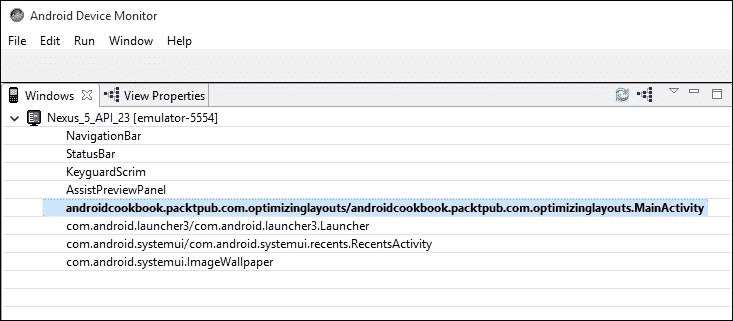 Android Device Monitor
File Edit Run Window Help
Windows View Properties
Nexus_5_API_23 [emulator-5554]
NavigationBar
StatusBar
KeyguardScrim
AssistPreviewPanel
androidcookbook.packtpub.com.optimizinglayouts/androidcookbook.packtpub.com.optimizinglayouts.MainActivity
com.android.launcher3/com.android.launcher3.Launcher
com.android.systemui/com.android.systemui.recents.RecentsActivity
com.android.systemui.ImageWallpaper